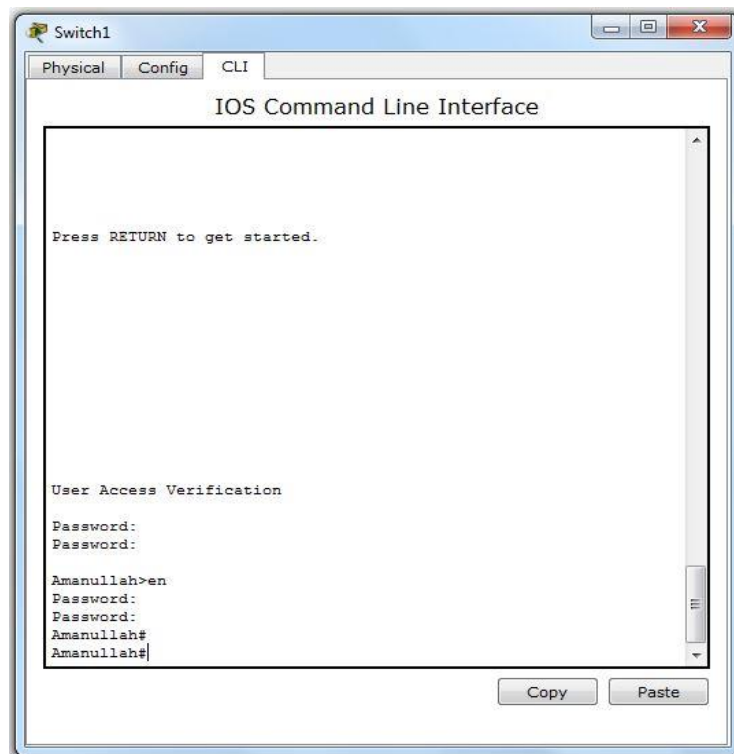 Switch1
Physical Config CLI
IOS Command Line Interface
Press RETURN to get started.
User Access Verification
Password:
Password:
Amanullah>en
Password:
Password:
Amanullah#
Amanullah#
Copy Paste